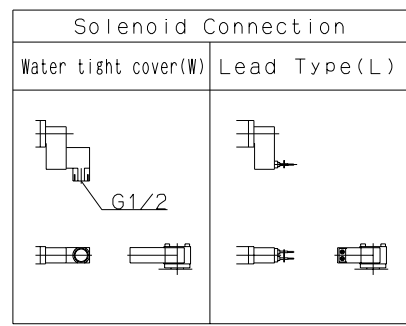 Solenoid Connection
Water tight cover(W)
Lead Type(L)
G1/2